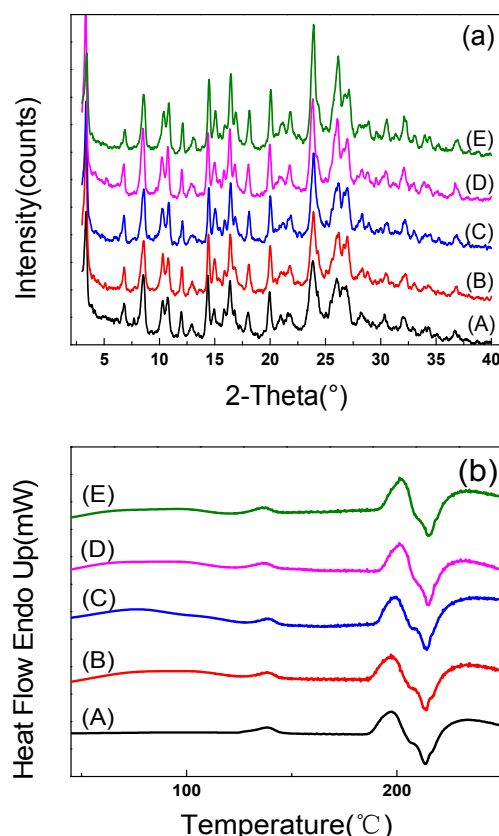 (a)
Intensity(counts)
(E)
(D)
(C)
(B)
(A)
5 10 15 20 25 30 35 40
2-Theta(°)
(b)
Heat Flow Endo Up(mW)
(E)
(D)
(C)
(B)
(A)
100 200
Temperature(℃)